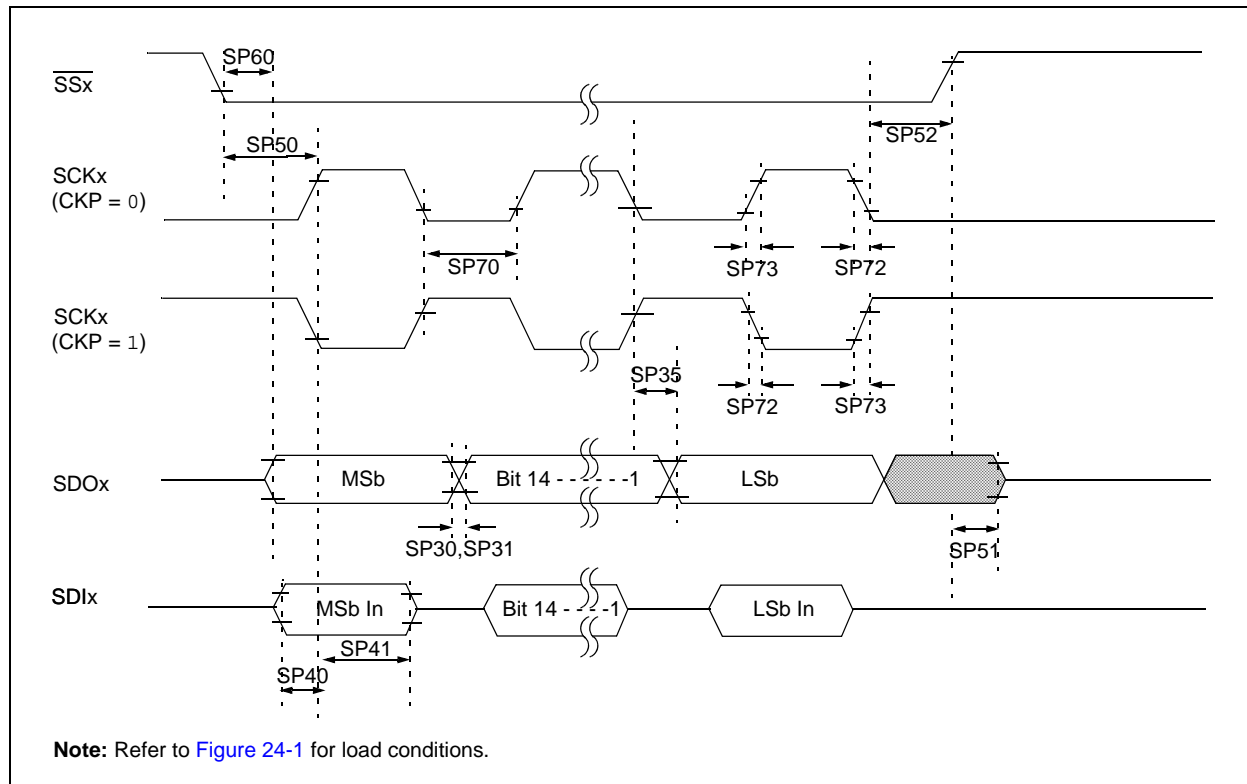 SP60
SSx
SP50
SP52
SCKx
(CKP = 0)
SP70
SP73
SP72
SCKx
(CKP = 1)
SP35
SP72
SP73
SDOx
MSb
Bit 14 - - - - - -1
LSb
SP30,SP31
SP51
SDIx
MSb In
Bit 14 - - - -1
LSb In
SP41
SP40
Note: Refer to Figure 24-1 for load conditions.